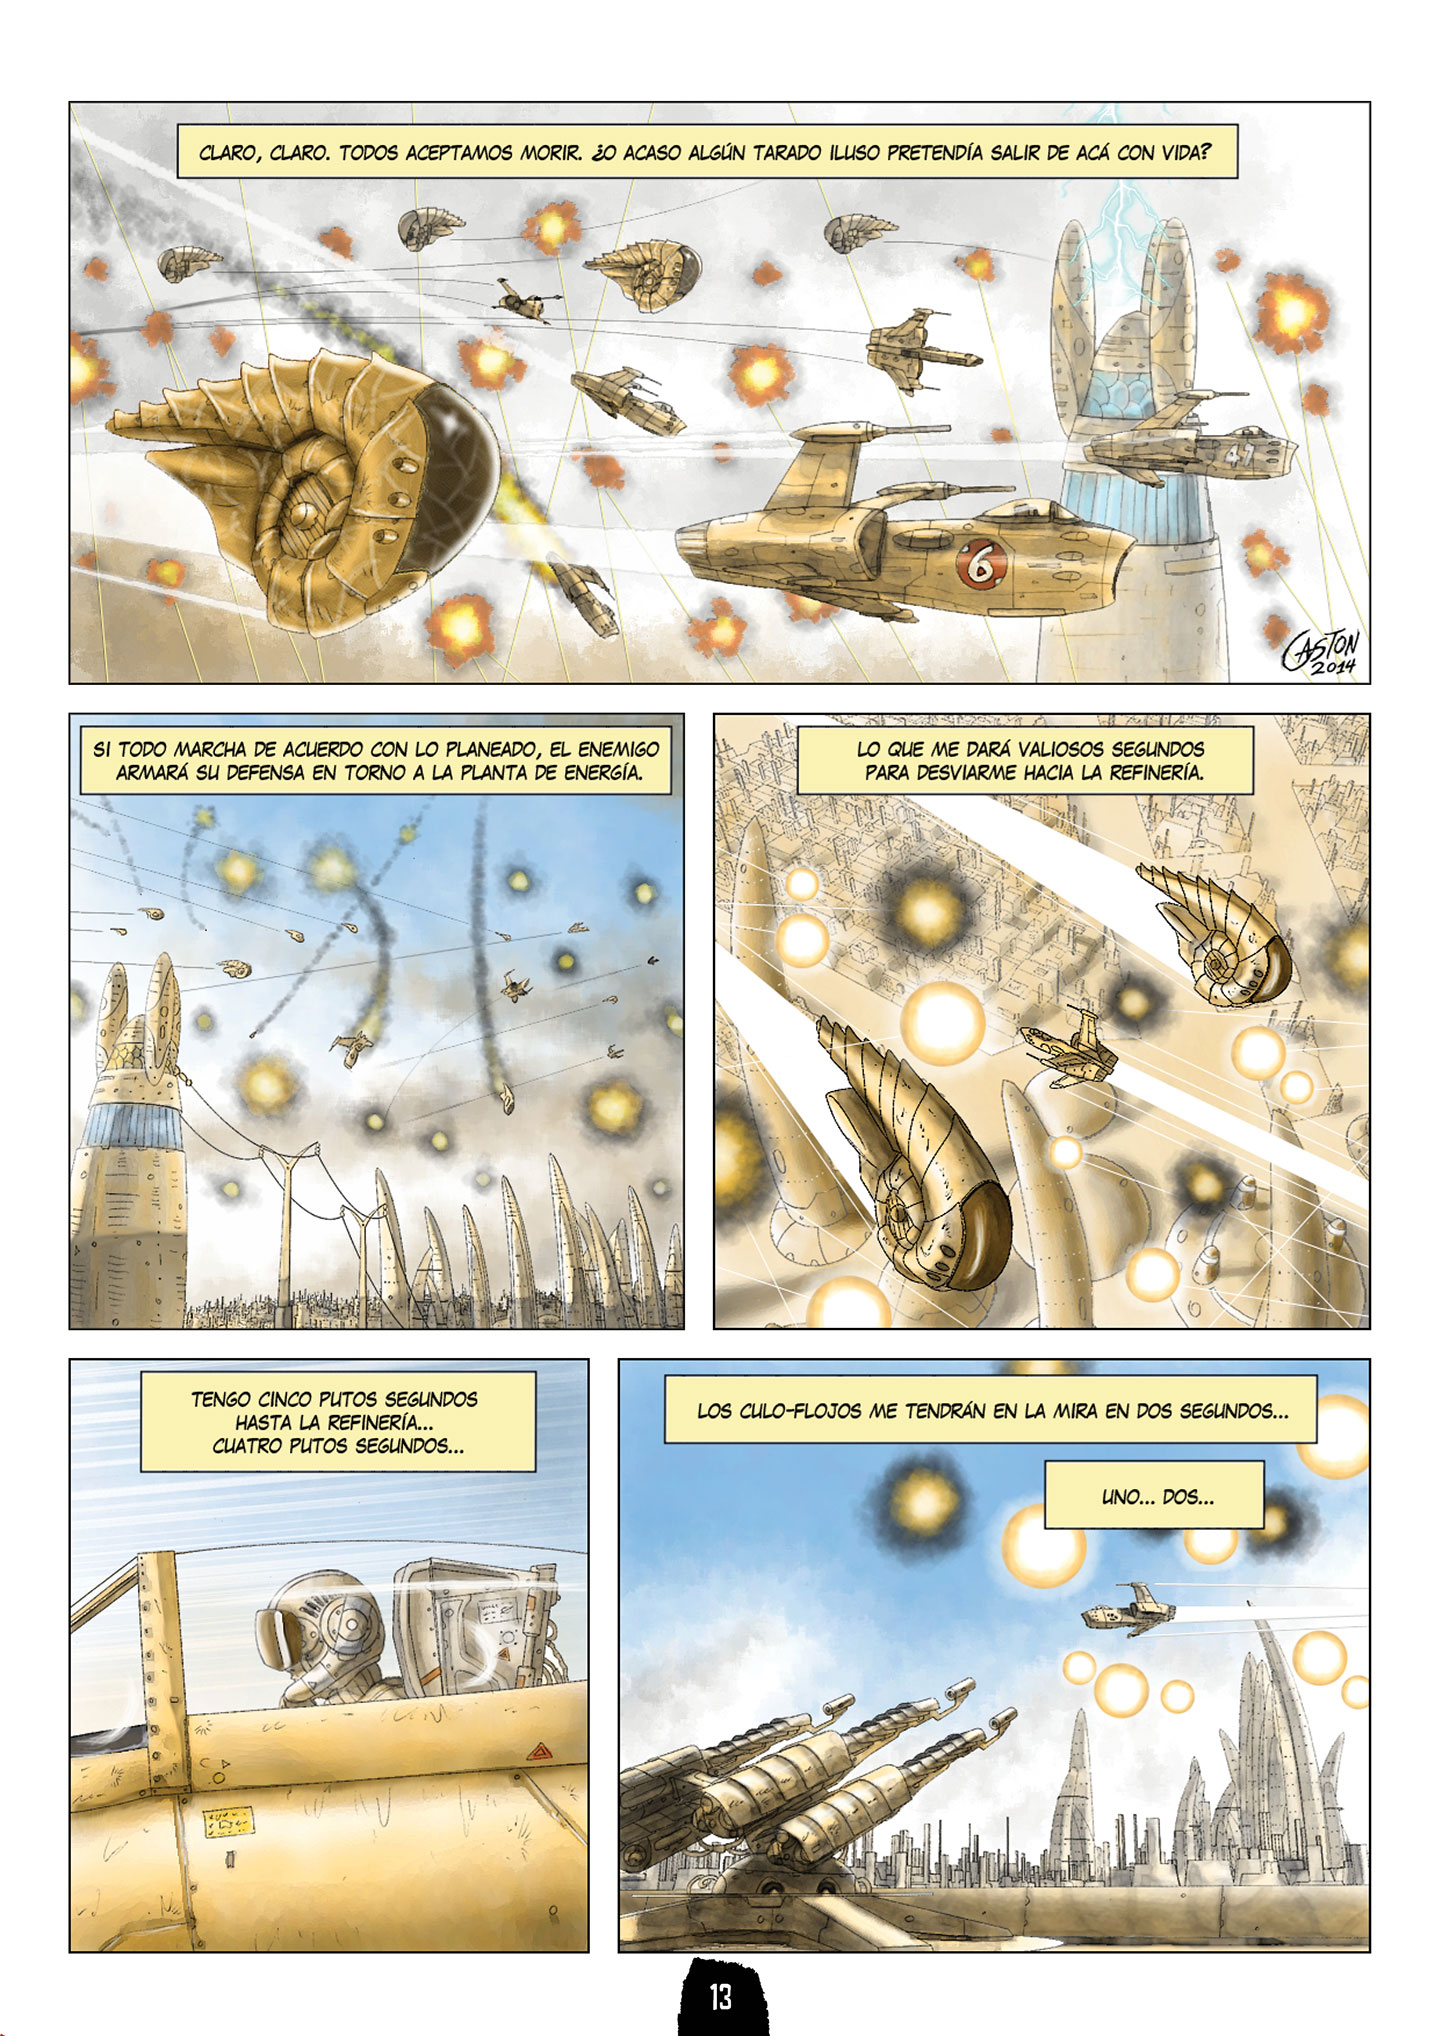 CLARO, CLARO. TODOS ACEPTAMOS MORIR. ¿O ACASO ALGÚN TARADO ILUSO PRETENDÍA SALIR DE ACÁ CON VIDA?
6
47
GASTON
2014
SI TODO MARCHA DE ACUERDO CON LO PLANEADO, EL ENEMIGO
ARMARÁ SU DEFENSA EN TORNO A LA PLANTA DE ENERGÍA.
LO QUE ME DARÁ VALIOSOS SEGUNDOS
PARA DESVIARME HACIA LA REFINERÍA.
TENGO CINCO PUTOS SEGUNDOS
HASTA LA REFINERÍA...
CUATRO PUTOS SEGUNDOS...
LOS CULO-FLOJOS ME TENDRÁN EN LA MIRA EN DOS SEGUNDOS...
UNO... DOS...
13